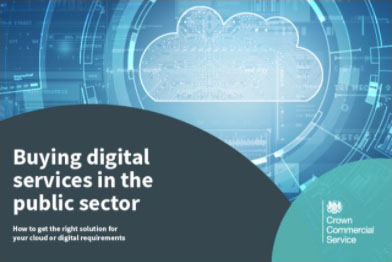 Buying digital
services in the
public sector
How to get the right solution for
your cloud or digital requirements
Crown
Commercial
Service